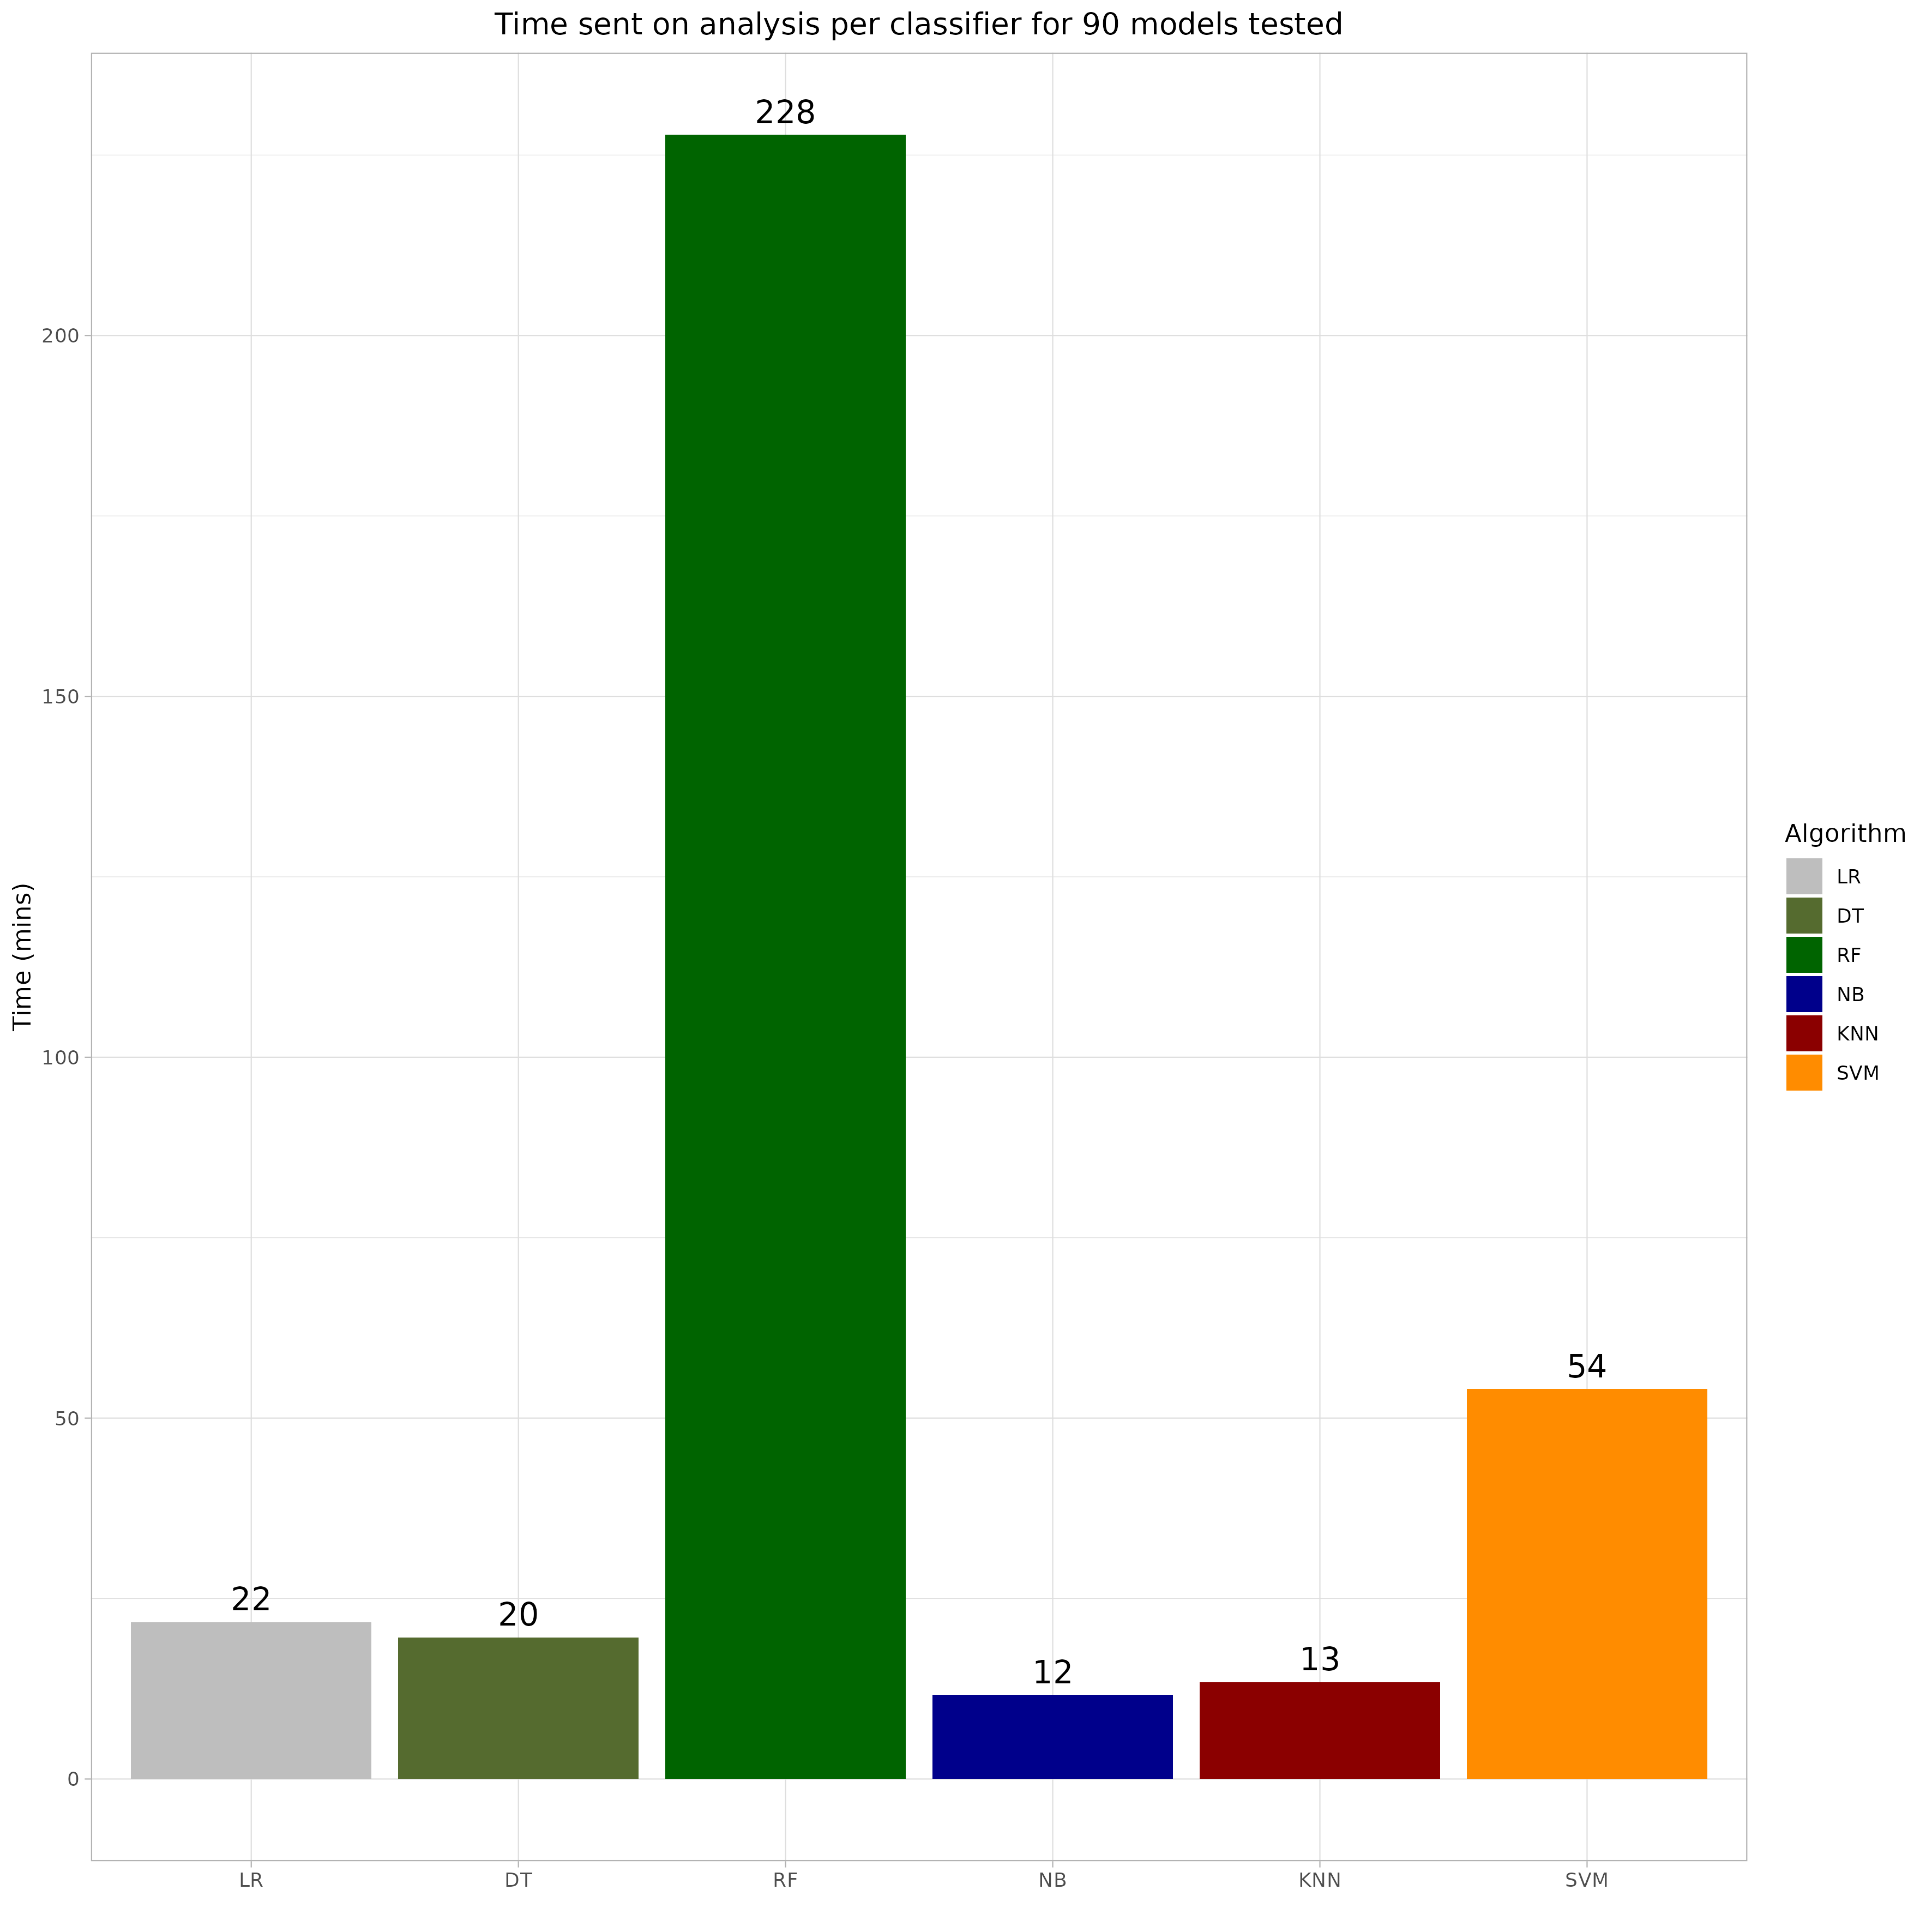 Time sent on analysis per classifier for 90 models tested
228
200
150
100
50
0
Time (mins)
22
20
12
13
54
LR
DT
RF
NB
KNN
SVM
Algorithm
LR
DT
RF
NB
KNN
SVM